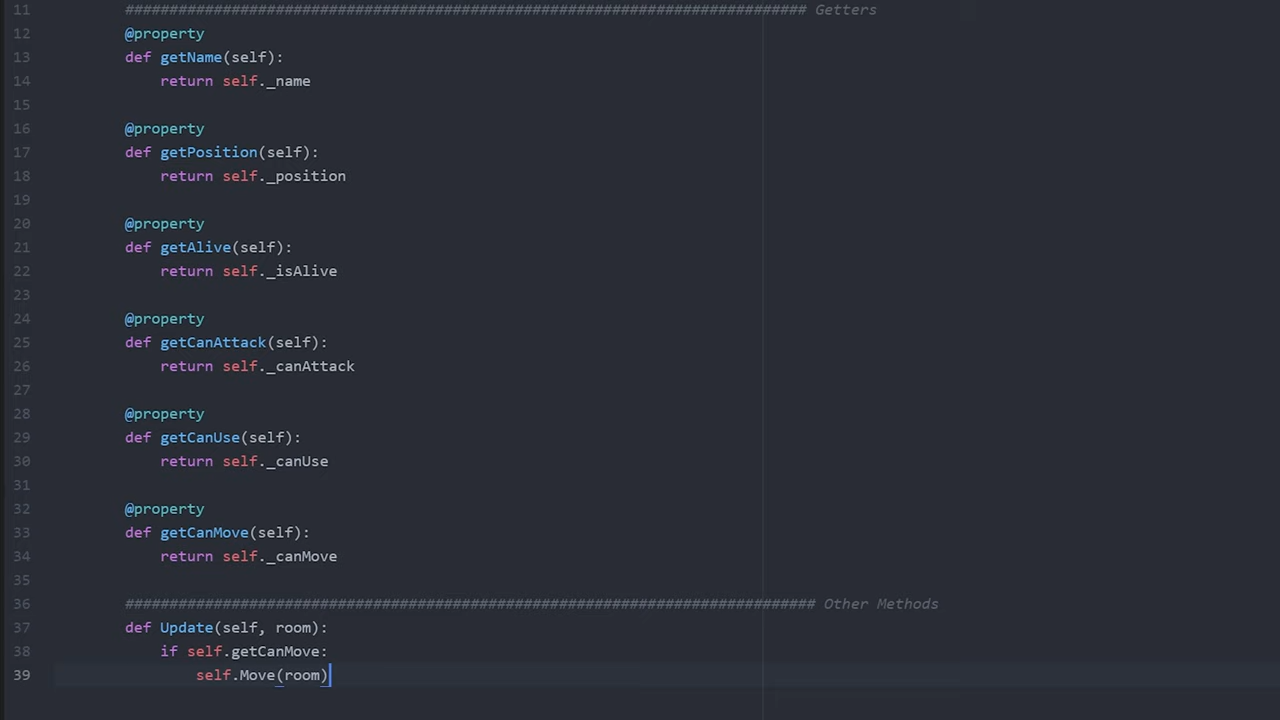 11 ############################################################################# Getters
12 @property
13 def getName(self):
14 return self._name
15
16 @property
17 def getPosition(self):
18 return self._position
19
20 @property
21 def getAlive(self):
22 return self._isAlive
23
24 @property
25 def getCanAttack(self):
26 return self._canAttack
27
28 @property
29 def getCanUse(self):
30 return self._canUse
31
32 @property
33 def getCanMove(self):
34 return self._canMove
35
36 ############################################################################## Other Methods
37 def Update(self, room):
38 if self.getCanMove:
39 self.Move(room)